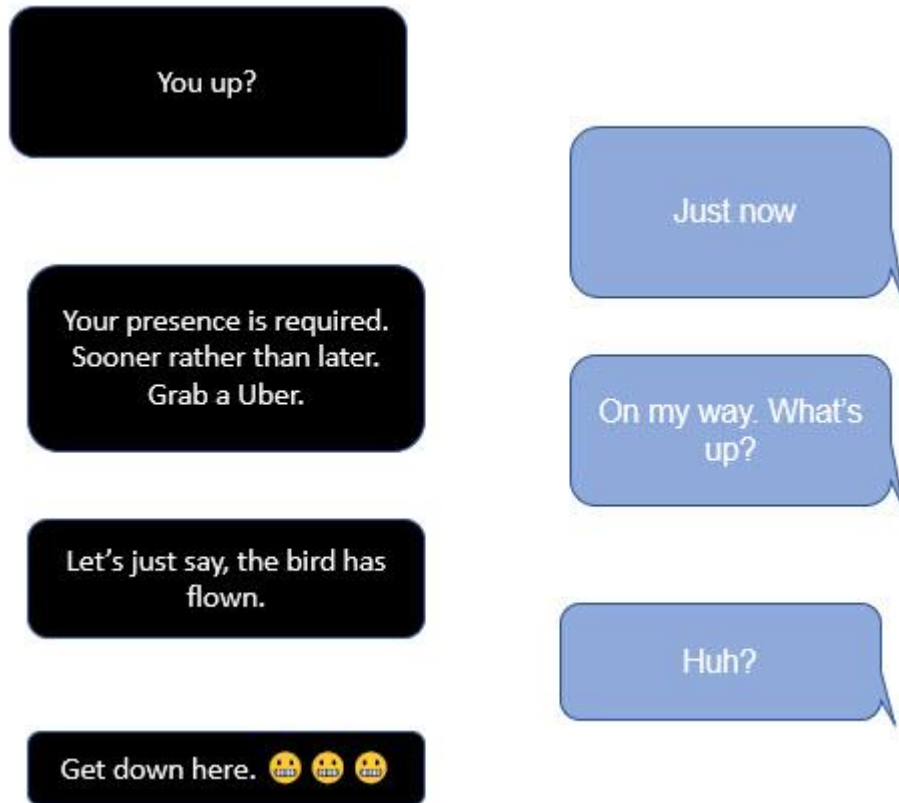 You up?
Just now
Your presence is required.
Sooner rather than later.
Grab a Uber.
On my way. What's
up?
Let's just say, the bird has
flown.
Huh?
Get down here. 😬 😬 😬